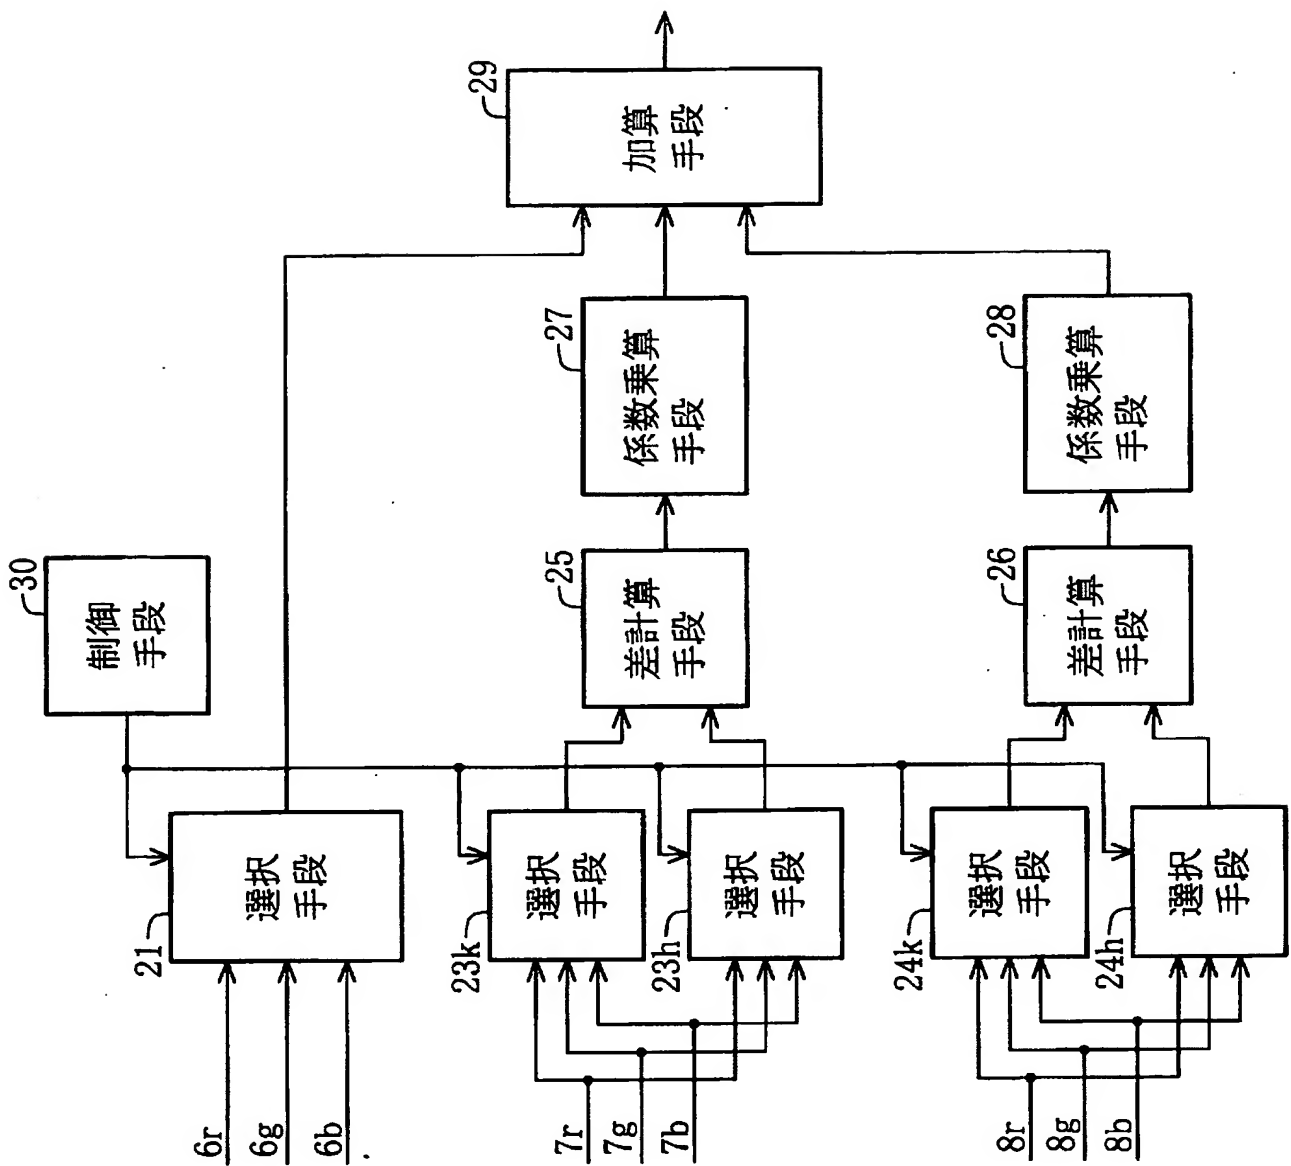 30
制御
手段
21
選択
手段
6r
6g
6b
29
加算
手段
23k
選択
手段
23h
選択
手段
7r
7g
7b
25
差計算
手段
27
係数乗算
手段
24k
選択
手段
24h
選択
手段
8r
8g
8b
26
差計算
手段
28
係数乗算
手段